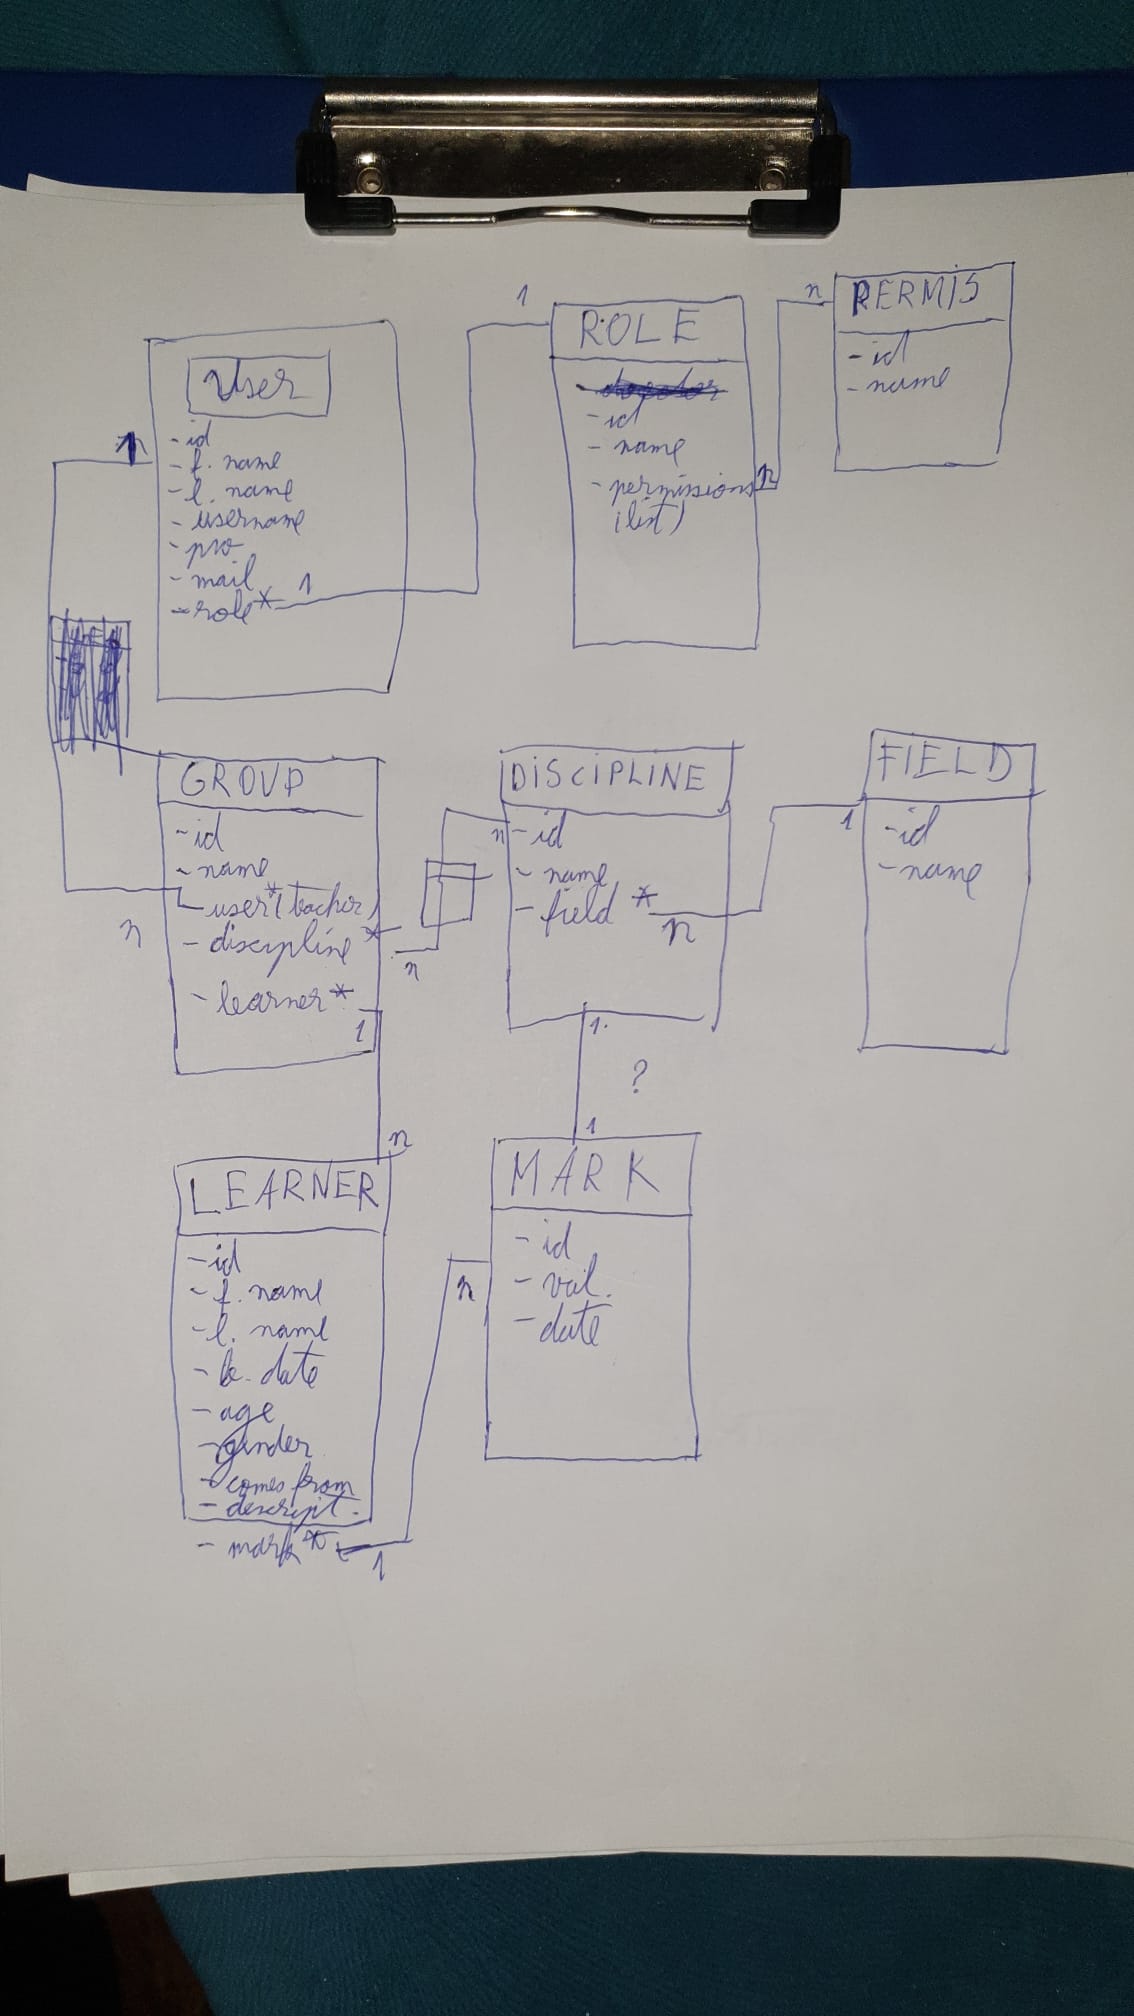 User
- id
- f. name
- l. name
- username
- mail
- role*
1
1
ROLE
- id
- name
- permissions
(list)
n
n
PERMIS
- id
- name
GROUP
- id
- name
- user* (teacher)
- discipline *
- learner *
n
n
1
DISCIPLINE
n
- id
- name
- field *
n
1.
?
1
FIELD
1
- id
- name
n
LEARNER
- id
- f. name
- l. name
- b. date
- age
- gender
- comes from
- descript.
- mark *
1
MARK
n
- id
- val.
- date